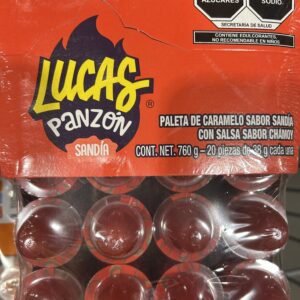 AZÚCARES
SODIO
SECRETARÍA DE SALUD
CONTIENE EDULCORANTES,
NO RECOMENDABLE EN NIÑOS
LUCAS
PANZÓN
®
SANDÍA
PALETA DE CARAMELO SABOR SANDÍA
CON SALSA SABOR CHAMOY
CONT. NET. 760 g – 20 piezas de 38 g cada una